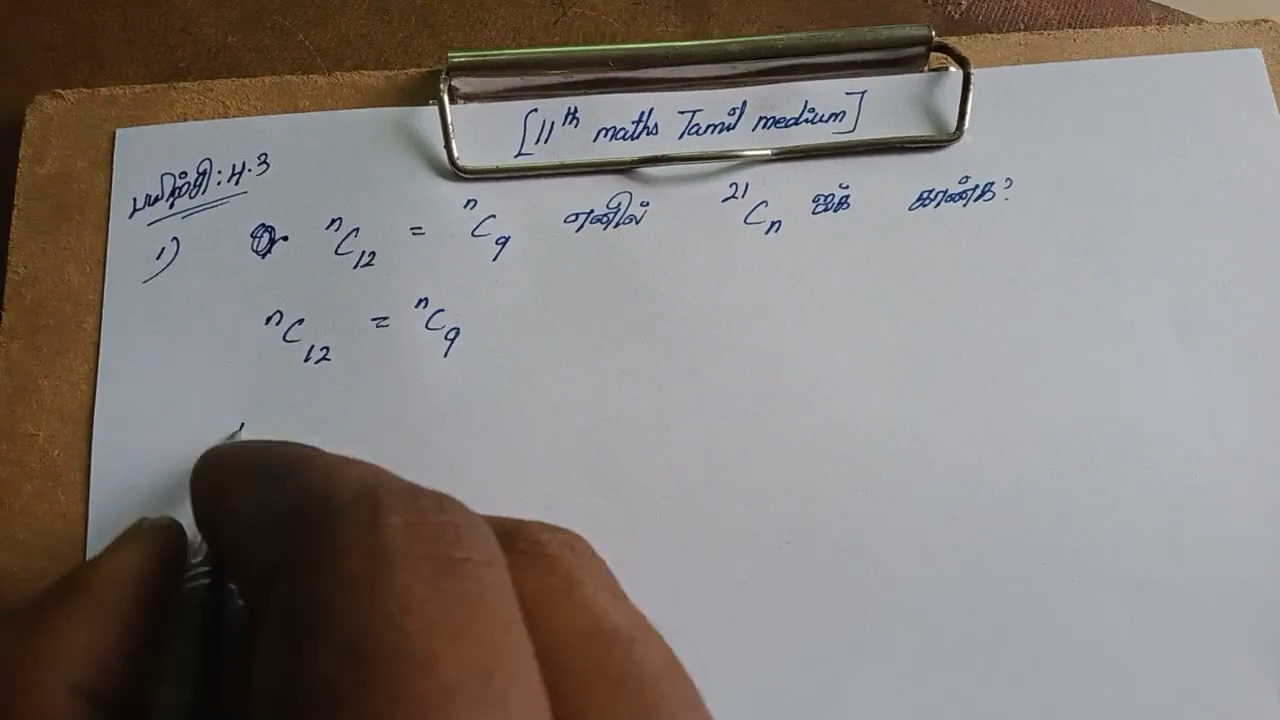 [11th maths Tamil medium]
பயிற்சி: 4.3
1) ⁿC₁₂ = ⁿC₉ எனில் ²¹Cₙ ஐக் காண்க?
ⁿC₁₂ = ⁿC₉